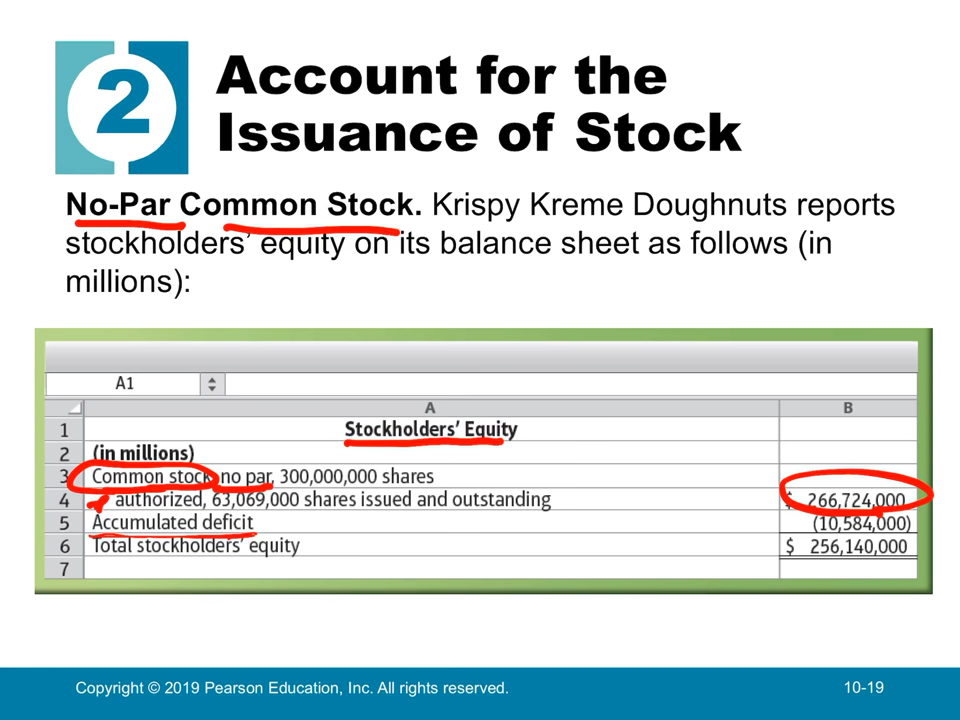 2
Account for the
Issuance of Stock
No-Par Common Stock. Krispy Kreme Doughnuts reports
stockholders’ equity on its balance sheet as follows (in
millions):
A1
A B
1 Stockholders’ Equity
2 (in millions)
3 Common stock, no par, 300,000,000 shares
4 authorized, 63,069,000 shares issued and outstanding $ 266,724,000
5 Accumulated deficit (10,584,000)
6 Total stockholders’ equity $ 256,140,000
7
Copyright © 2019 Pearson Education, Inc. All rights reserved. 10-19